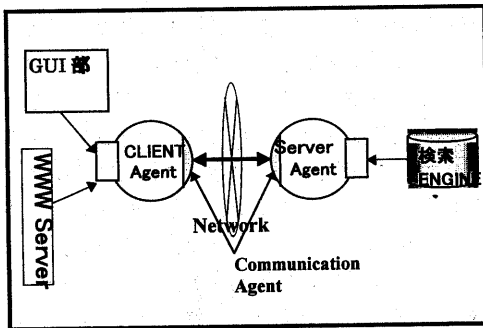 GUI 部
CLIENT
Agent
Server
Agent
検索
ENGINE
WWW Server
Network
Communication
Agent